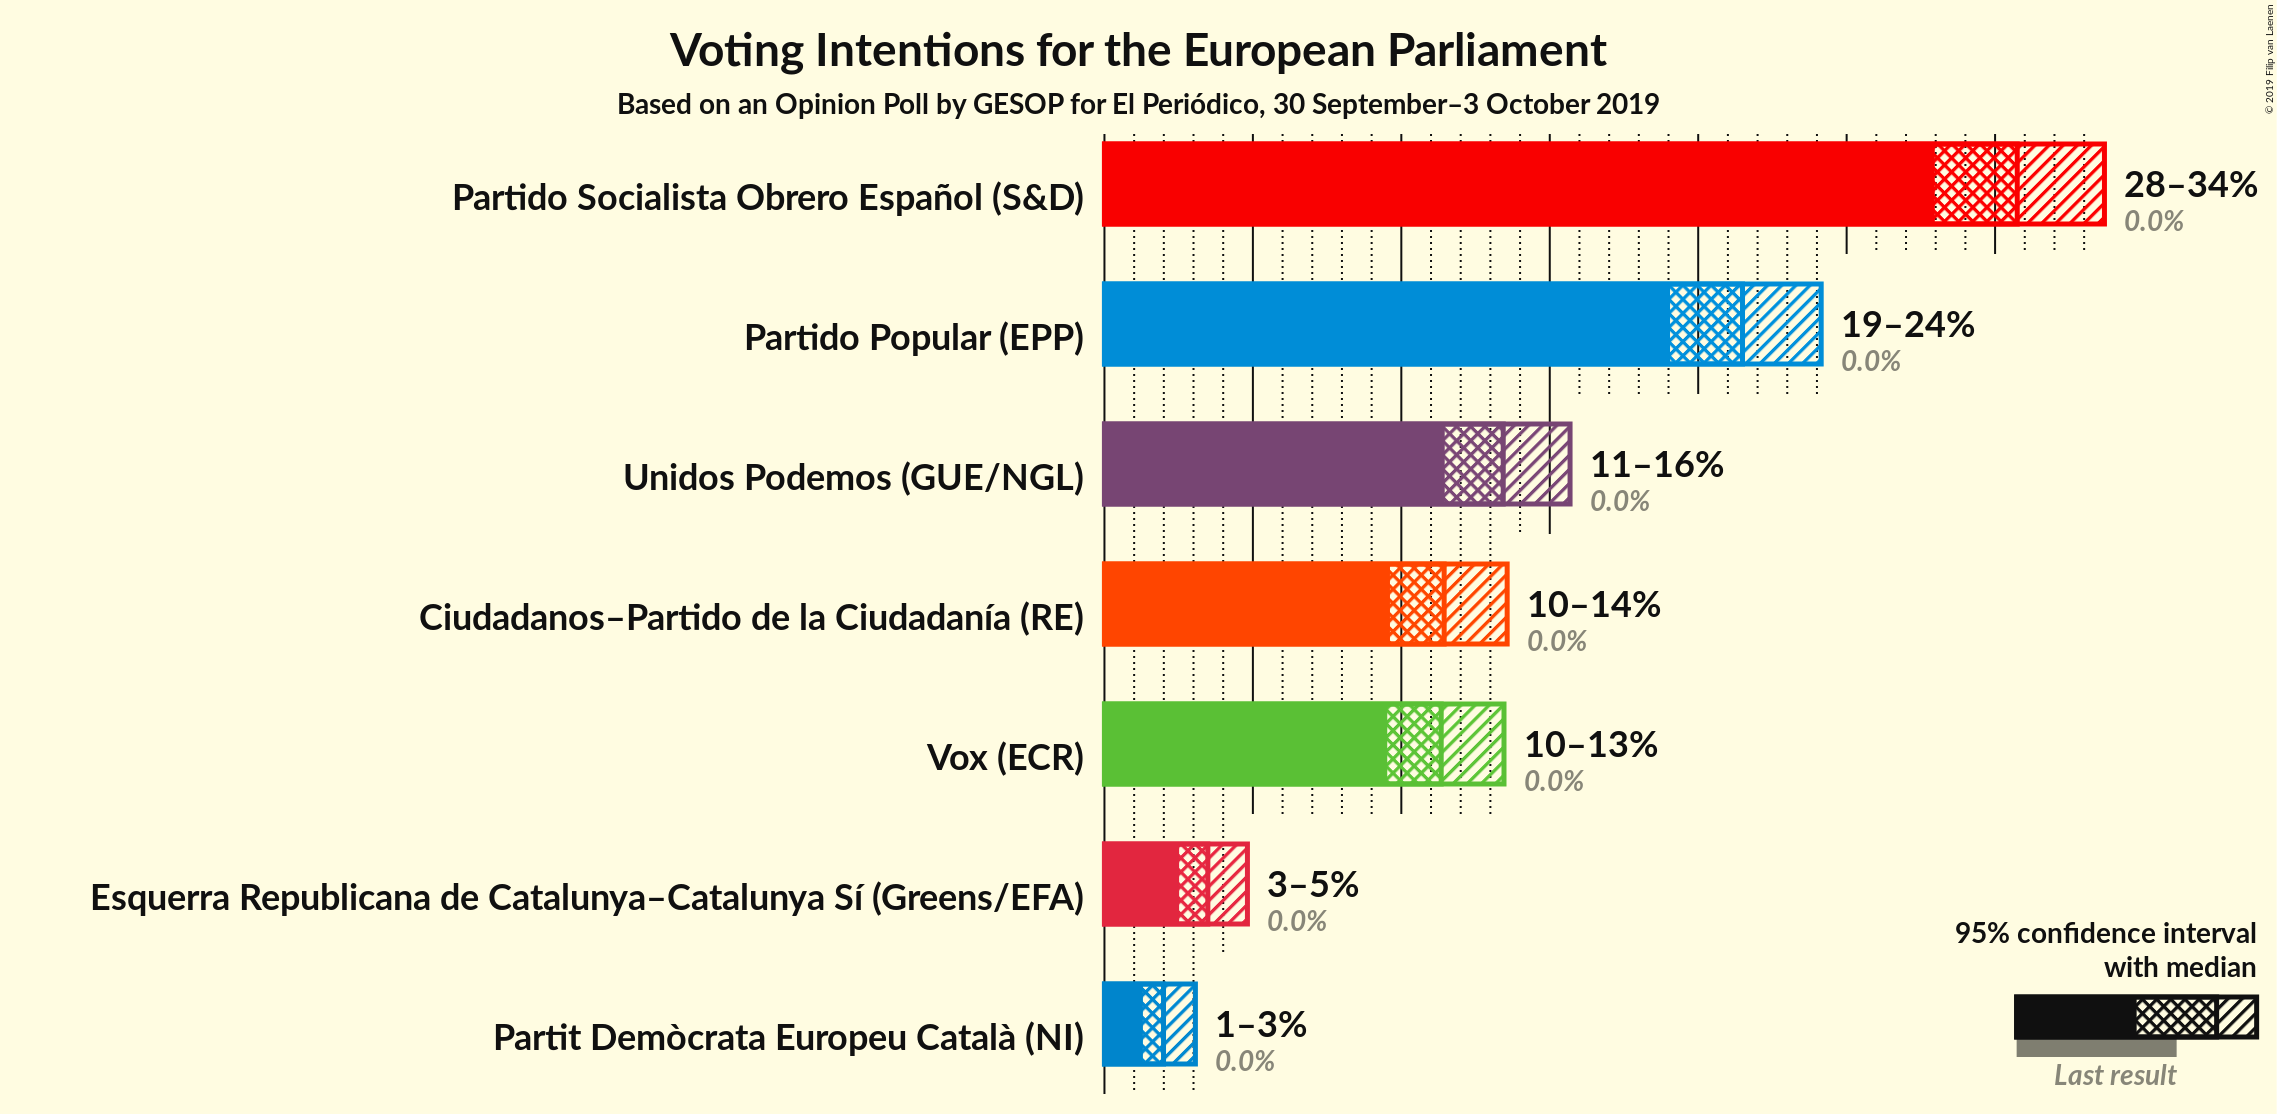 Voting Intentions for the European Parliament
Based on an Opinion Poll by GESOP for El Periódico, 30 September–3 October 2019
© 2019 Filip van Laenen
Partido Socialista Obrero Español (S&D)
28–34%
0.0%
Partido Popular (EPP)
19–24%
0.0%
Unidos Podemos (GUE/NGL)
11–16%
0.0%
Ciudadanos–Partido de la Ciudadanía (RE)
10–14%
0.0%
Vox (ECR)
10–13%
0.0%
Esquerra Republicana de Catalunya–Catalunya Sí (Greens/EFA)
3–5%
0.0%
Partit Demòcrata Europeu Català (NI)
1–3%
0.0%
95% confidence interval
with median
Last result